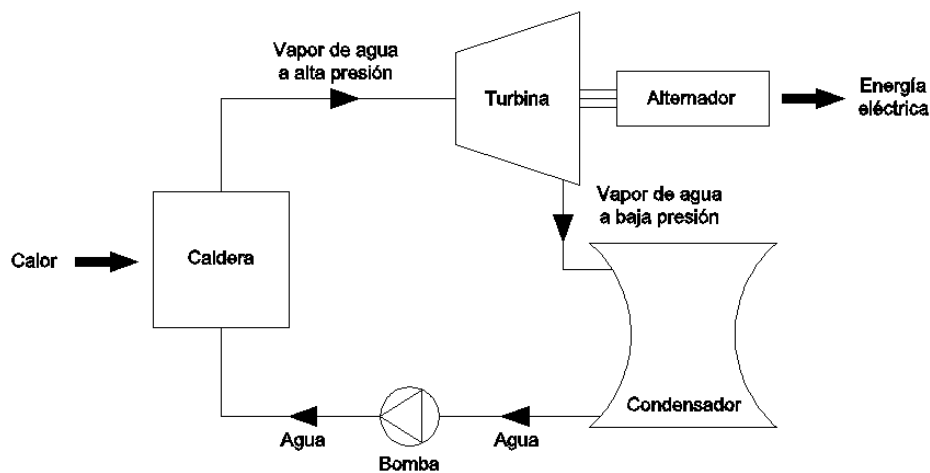 Vapor de agua
a alta presión
Turbina
Alternador
Energía
eléctrica
Vapor de agua
a baja presión
Calor
Caldera
Condensador
Agua
Agua
Bomba